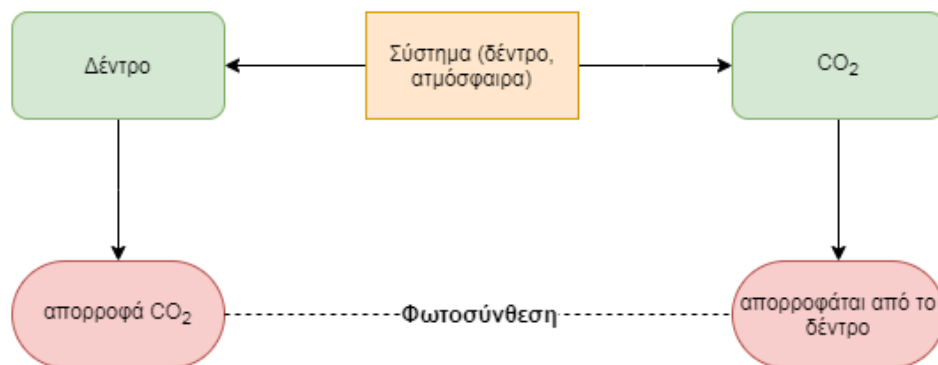 Δέντρο
Σύστημα (δέντρο,
ατμόσφαιρα)
CO₂
απορροφά CO₂
Φωτοσύνθεση
απορροφάται από το
δέντρο